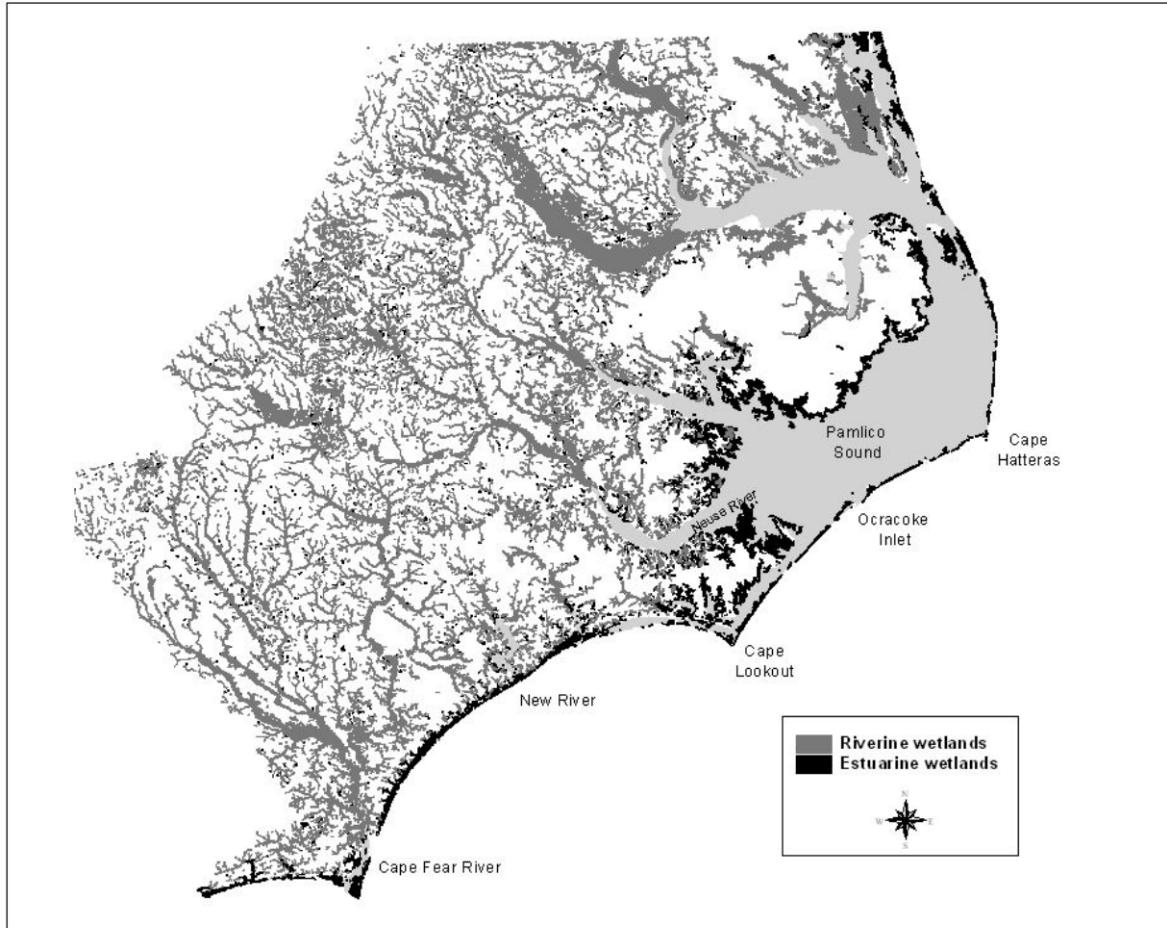 Pamlico
Sound
Cape
Hatteras
Neuse River
Ocracoke
Inlet
Cape
Lookout
New River
Riverine wetlands
Estuarine wetlands
N
W
E
S
Cape Fear River